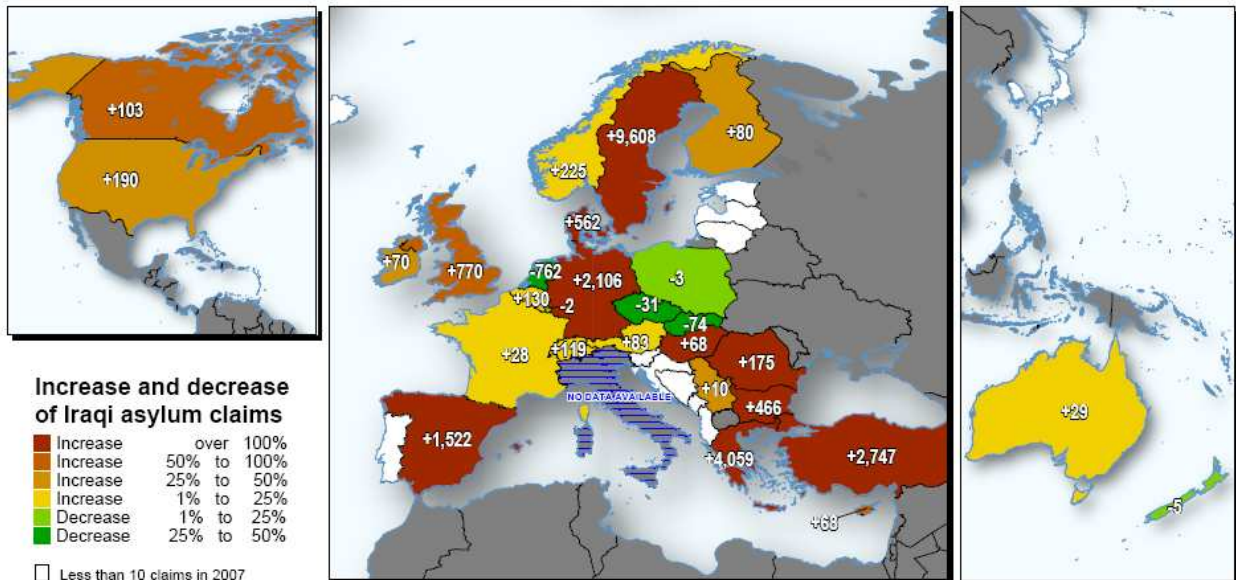 +103
+190
+9,608
+80
+225
+562
+70
+770
-762
+2,106
-3
+130
-2
-31
-74
+28
+119
+83
+68
+175
+10
NO DATA AVAILABLE
+466
+1,522
+4,059
+2,747
+68
+29
-5
Increase and decrease
of Iraqi asylum claims
Increase over 100%
Increase 50% to 100%
Increase 25% to 50%
Increase 1% to 25%
Decrease 1% to 25%
Decrease 25% to 50%
Less than 10 claims in 2007